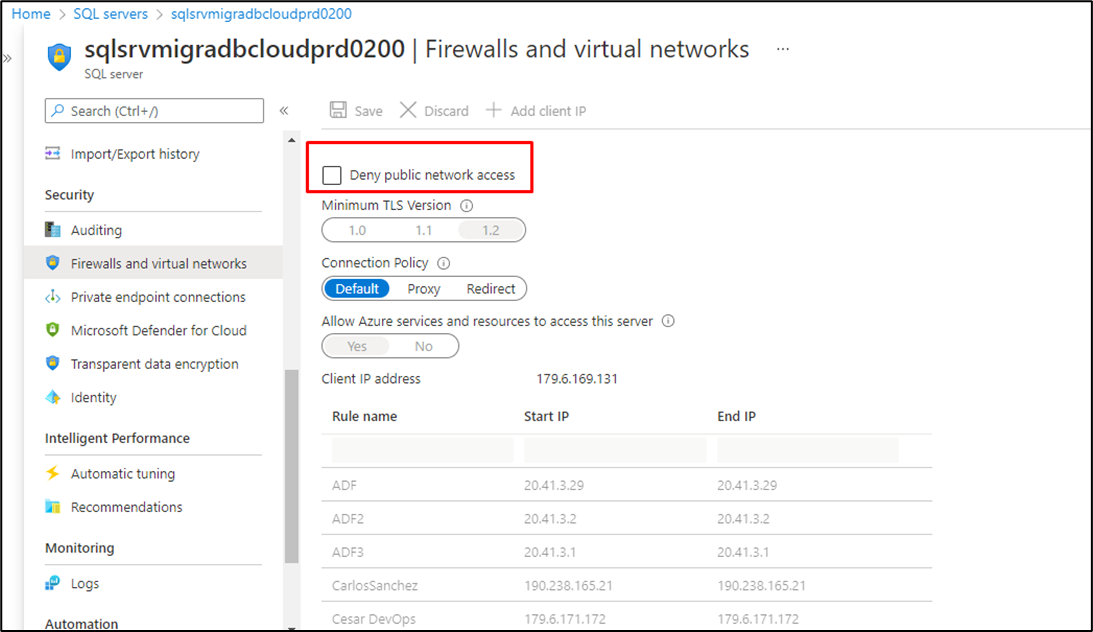 Home > SQL servers > sqlsrvmigradbcloudprd0200
sqlsrvmigradbcloudprd0200 | Firewalls and virtual networks ...
SQL server
Search (Ctrl+/)
«
»
Save
Discard
Add client IP
Import/Export history
Security
Auditing
Firewalls and virtual networks
Private endpoint connections
Microsoft Defender for Cloud
Transparent data encryption
Identity
Intelligent Performance
Automatic tuning
Recommendations
Monitoring
Logs
Automation
Deny public network access
Minimum TLS Version
1.0 1.1 1.2
Connection Policy
Default Proxy Redirect
Allow Azure services and resources to access this server
Yes No
Client IP address 179.6.169.131
Rule name Start IP End IP
ADF 20.41.3.29 20.41.3.29
ADF2 20.41.3.2 20.41.3.2
ADF3 20.41.3.1 20.41.3.1
CarlosSanchez 190.238.165.21 190.238.165.21
Cesar DevOps 179.6.171.172 179.6.171.172